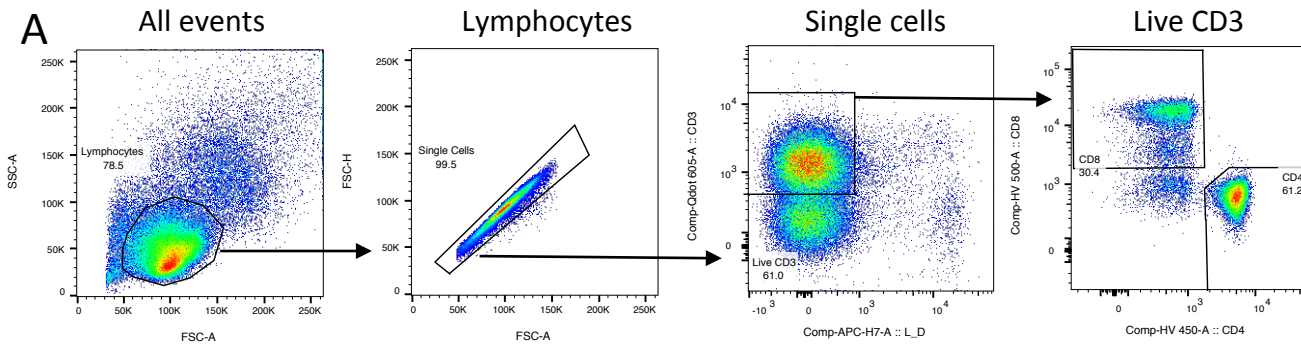 A
All events
Lymphocytes
Single cells
Live CD3
250K
200K
150K
100K
50K
0
SSC-A
Lymphocytes
78.5
0 50K 100K 150K 200K 250K
FSC-A
250K
200K
150K
100K
50K
0
FSC-H
Single Cells
99.5
0 50K 100K 150K 200K 250K
FSC-A
10^4
10^3
0
Comp-Qdot 605-A :: CD3
Live CD3
61.0
-10^3 0 10^3 10^4
Comp-APC-H7-A :: L_D
10^5
10^4
10^3
0
Comp-HV 500-A :: CD8
CD8
30.4
CD4
61.2
0 10^3 10^4
Comp-HV 450-A :: CD4